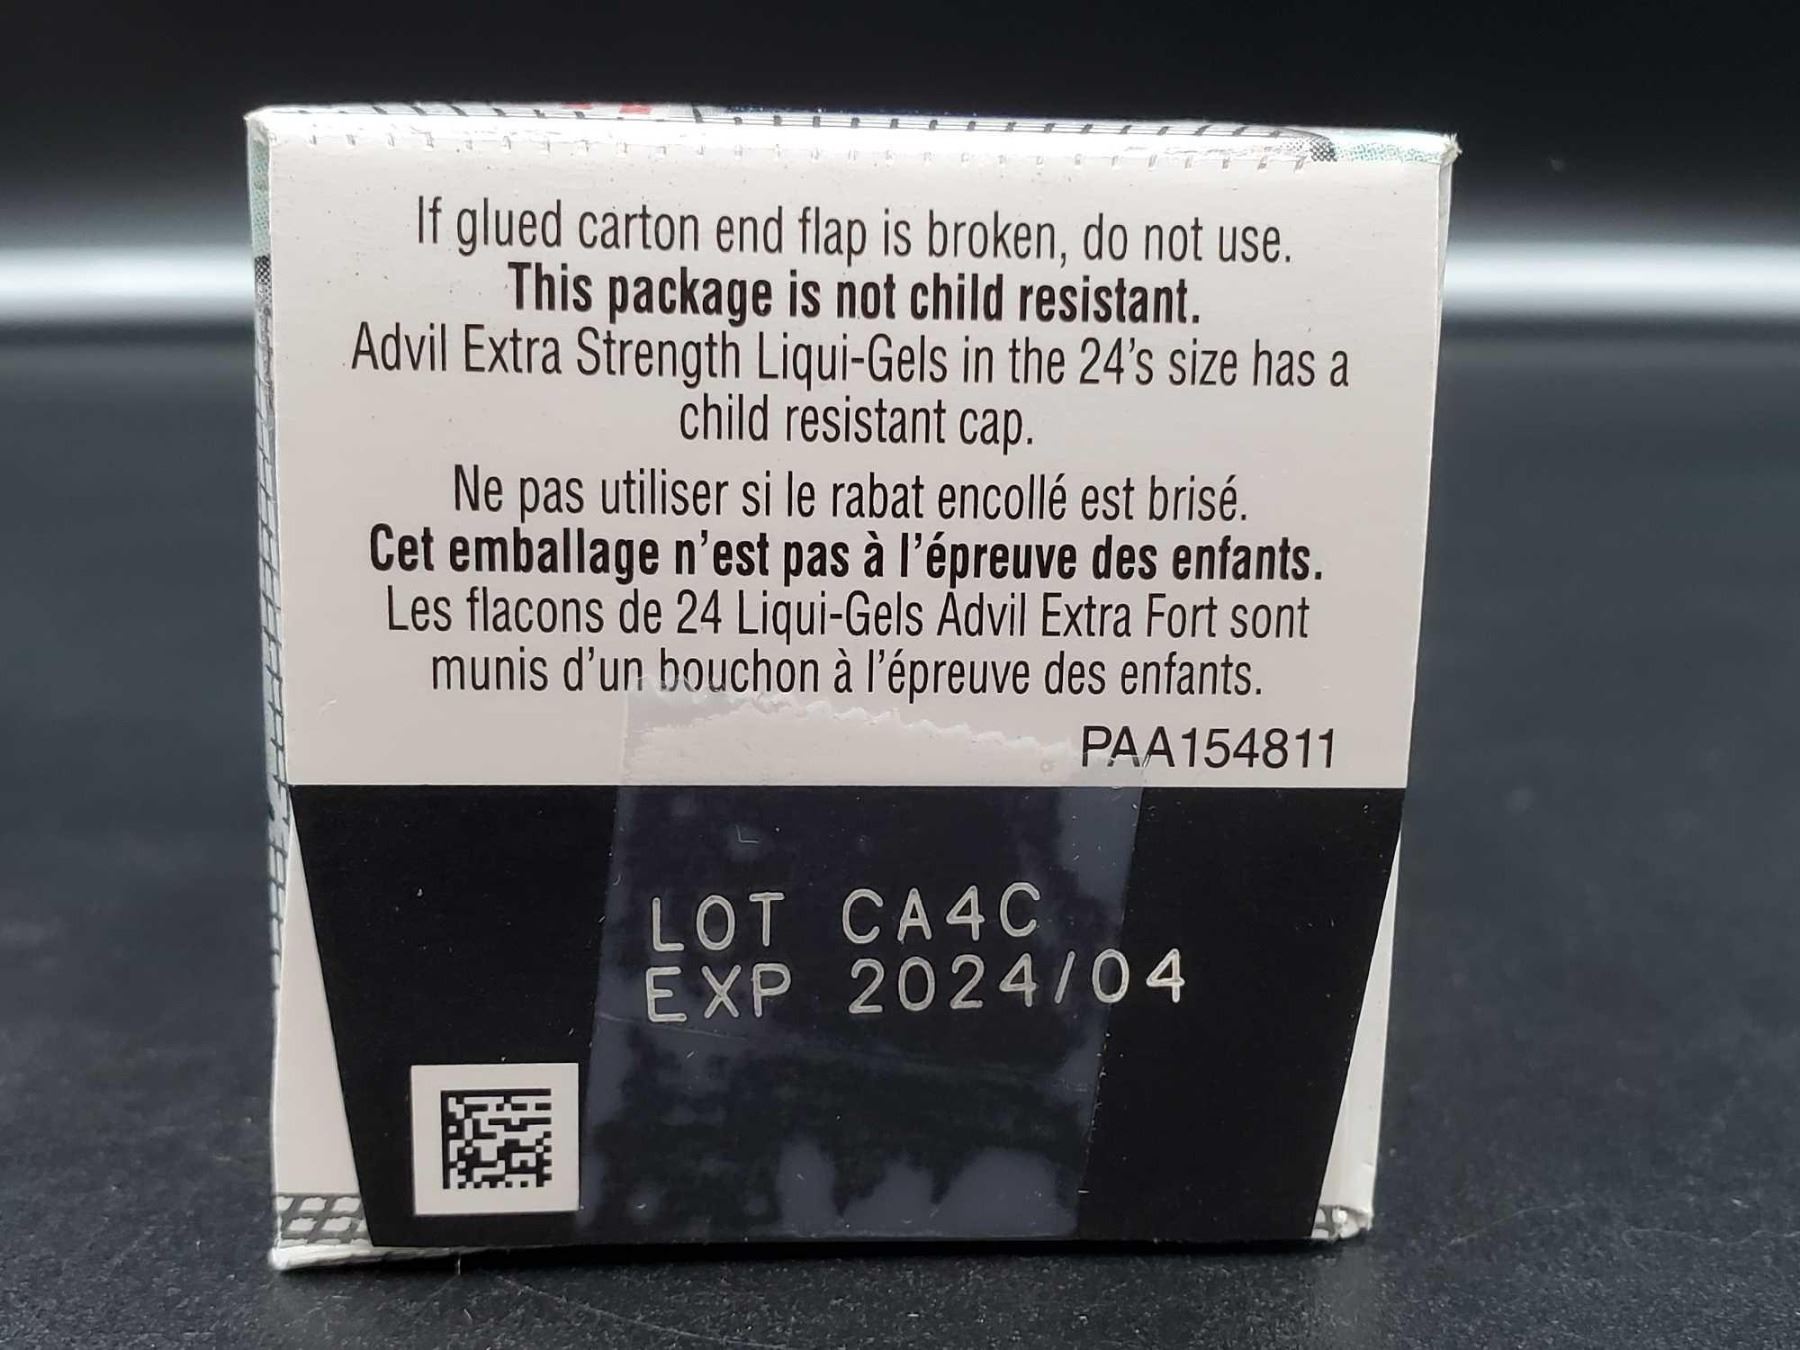 If glued carton end flap is broken, do not use.
This package is not child resistant.
Advil Extra Strength Liqui-Gels in the 24's size has a
child resistant cap.
Ne pas utiliser si le rabat encollé est brisé.
Cet emballage n'est pas à l'épreuve des enfants.
Les flacons de 24 Liqui-Gels Advil Extra Fort sont
munis d'un bouchon à l'épreuve des enfants.
PAA154811
LOT CA4C
EXP 2024/04